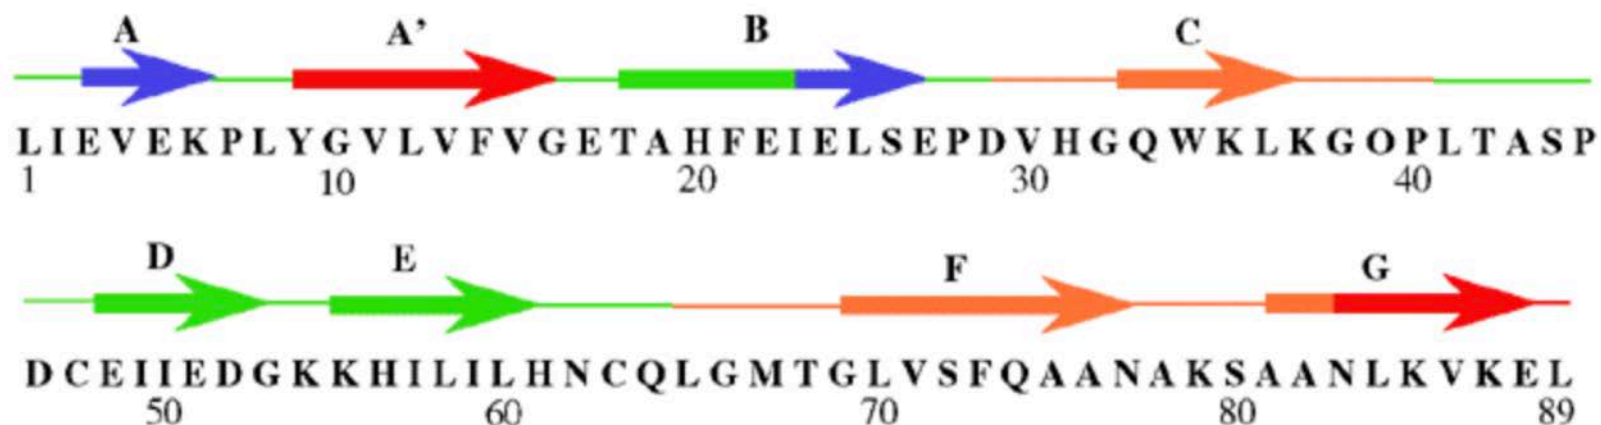 A A’ B C
L I E V E K P L Y G V L V F V G E T A H F E I E L S E P D V H G Q W K L K G O P L T A S P
1 10 20 30 40
D E F G
D C E I I E D G K K H I L I L H N C Q L G M T G L V S F Q A A N A K S A A N L K V K E L
50 60 70 80 89